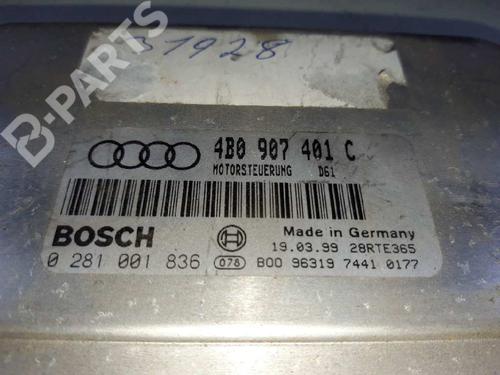 31928
B-PARTS
4B0 907 401 C
MOTORSTEUERUNG D61
BOSCH
Made in Germany
19.03.99 28RTE365
0 281 001 836 078 B00 96319 7441 0177